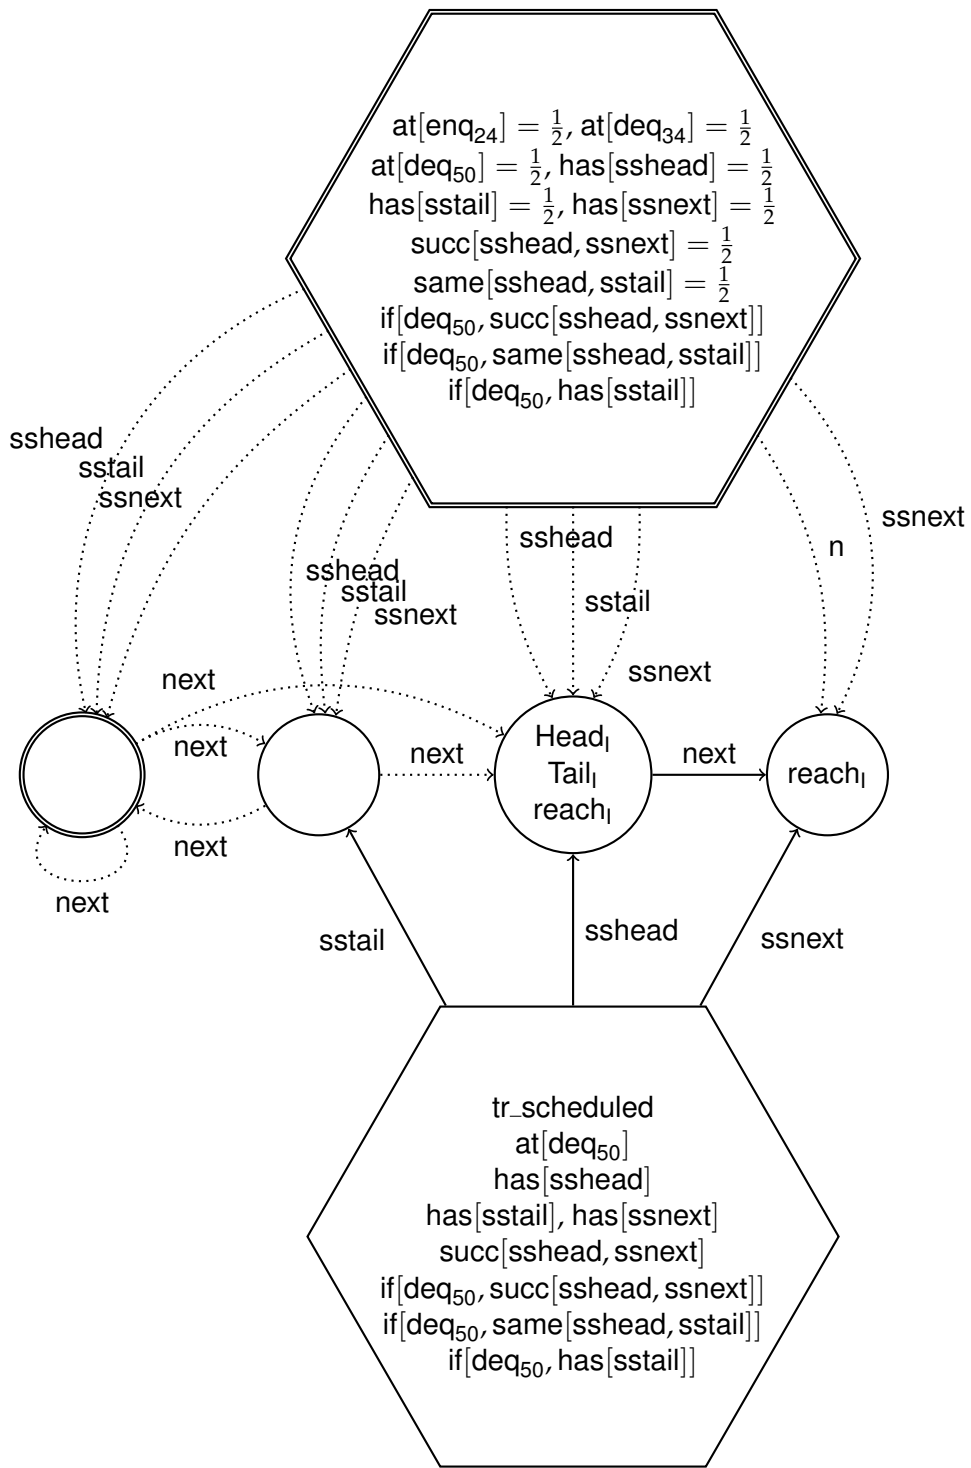 at[enq24] = 1/2, at[deq34] = 1/2
at[deq50] = 1/2, has[sshead] = 1/2
has[sstail] = 1/2, has[ssnext] = 1/2
succ[sshead, ssnext] = 1/2
same[sshead, sstail] = 1/2
if[deq50, succ[sshead, ssnext]]
if[deq50, same[sshead, sstail]]
if[deq50, has[sstail]]
sshead
sstail
ssnext
sshead
sstail
ssnext
sshead
sstail
ssnext
n
ssnext
next
next
next
next
next
next
HeadI
TailI
reachI
reachI
sstail
sshead
ssnext
tr_scheduled
at[deq50]
has[sshead]
has[sstail], has[ssnext]
succ[sshead, ssnext]
if[deq50, succ[sshead, ssnext]]
if[deq50, same[sshead, sstail]]
if[deq50, has[sstail]]